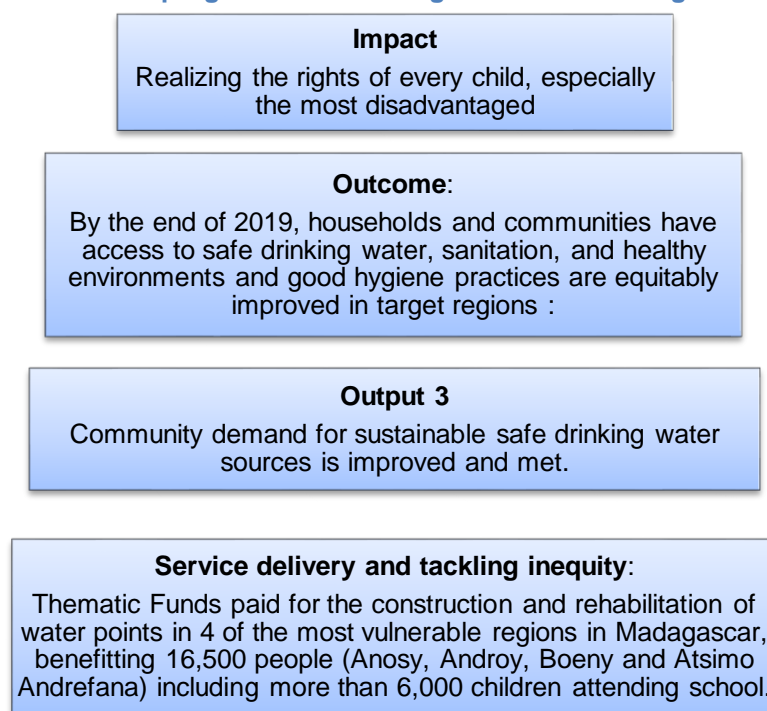 Impact
Realizing the rights of every child, especially
the most disadvantaged
Outcome:
By the end of 2019, households and communities have
access to safe drinking water, sanitation, and healthy
environments and good hygiene practices are equitably
improved in target regions :
Output 3
Community demand for sustainable safe drinking water
sources is improved and met.
Service delivery and tackling inequity:
Thematic Funds paid for the construction and rehabilitation of
water points in 4 of the most vulnerable regions in Madagascar,
benefitting 16,500 people (Anosy, Androy, Boeny and Atsimo
Andrefana) including more than 6,000 children attending school.